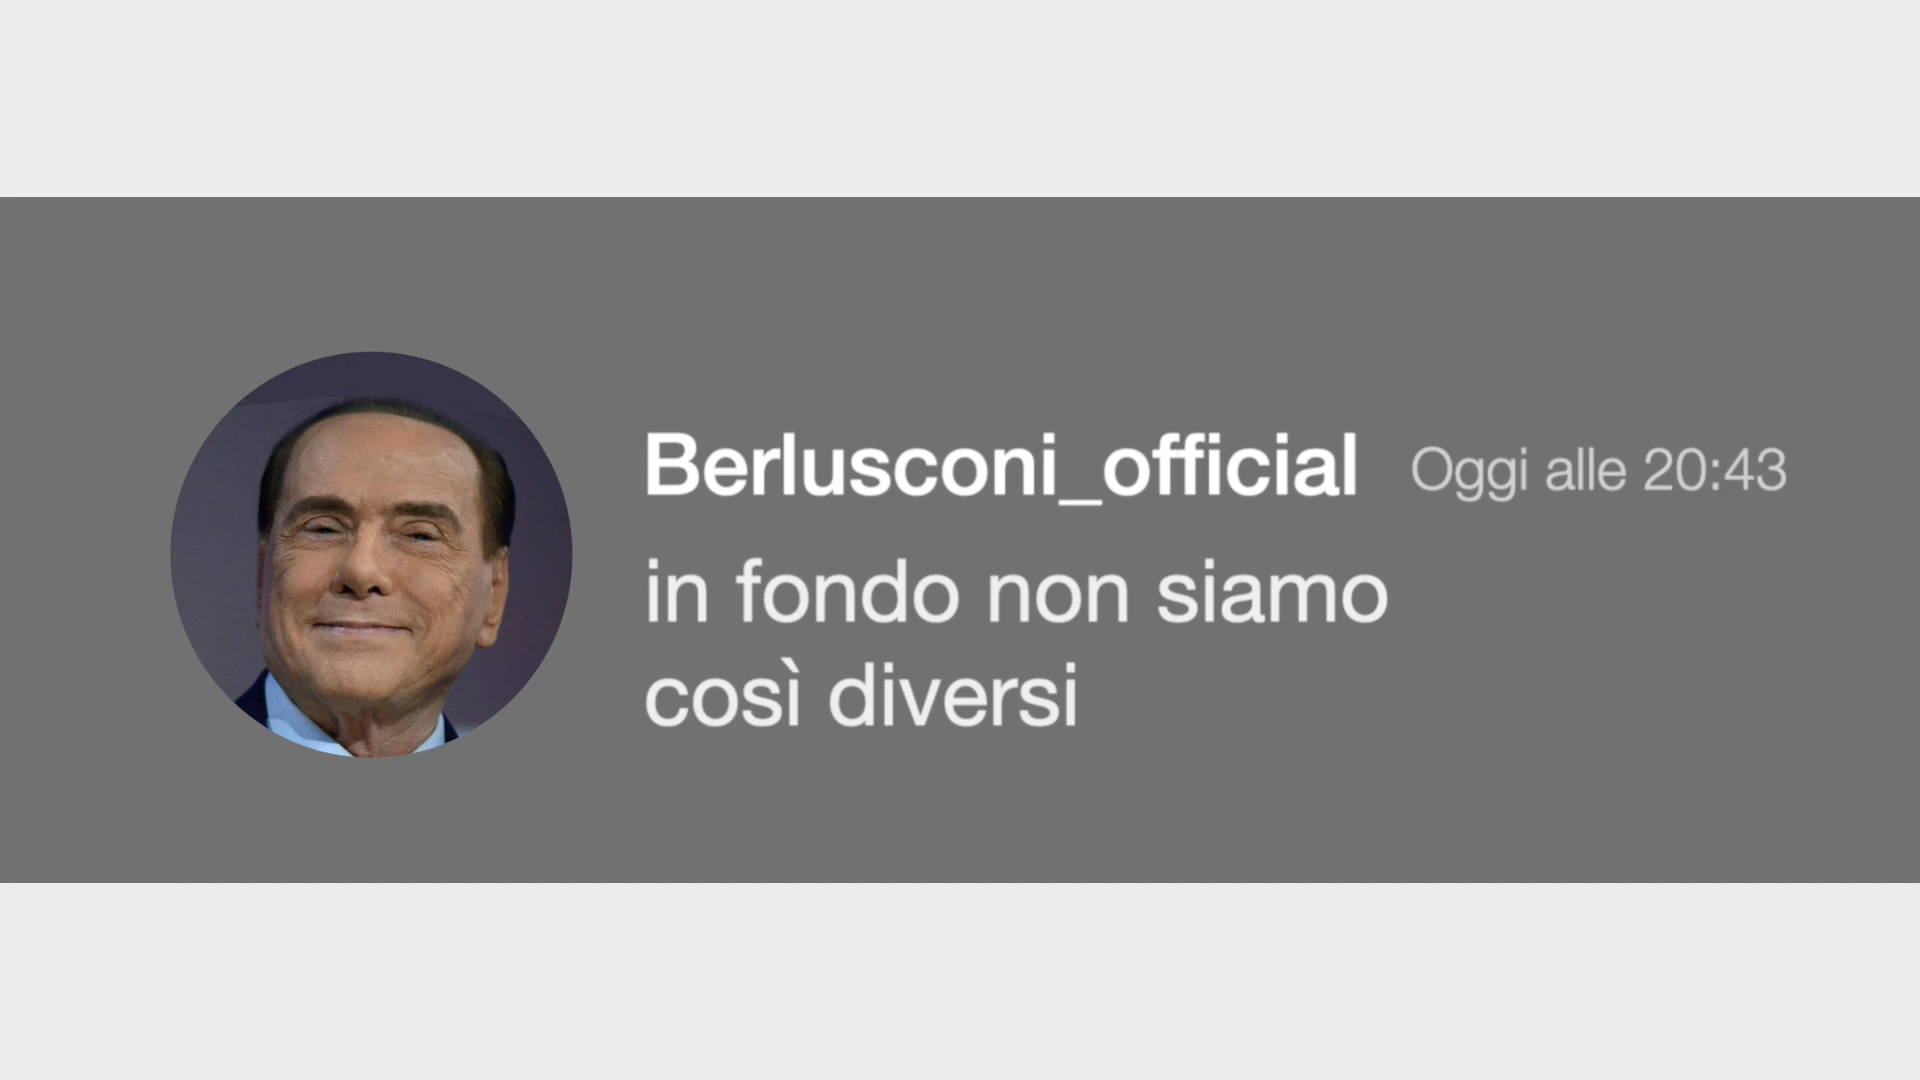 Berlusconi_official Oggi alle 20:43
in fondo non siamo
così diversi